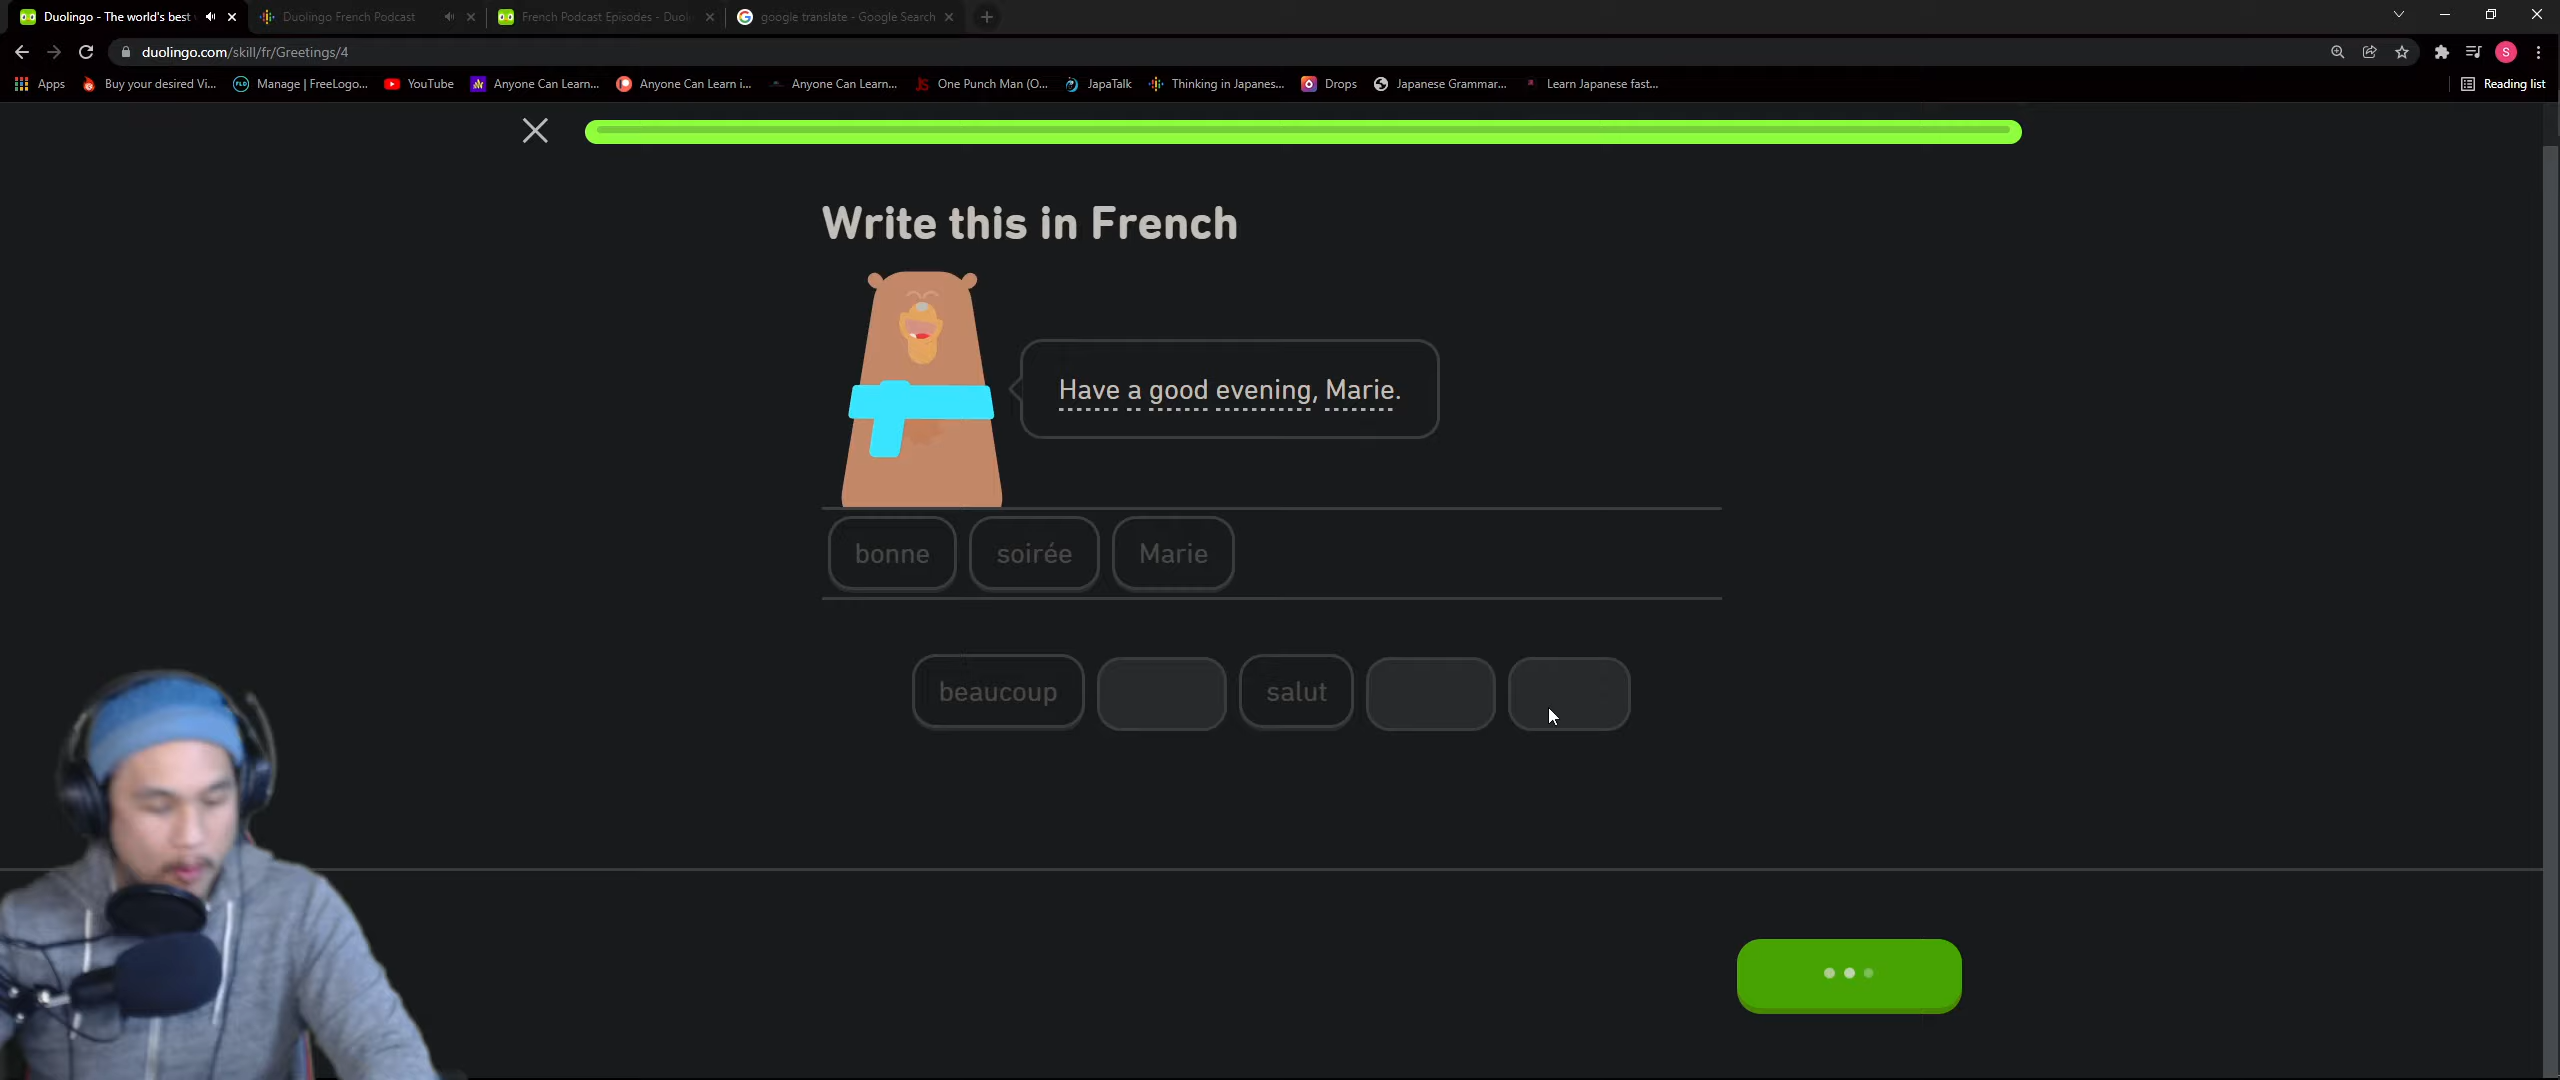 Duolingo - The world's best
Duolingo French Podcast
French Podcast Episodes - Duol
google translate - Google Search
duolingo.com/skill/fr/Greetings/4
S
Apps
Buy your desired Vi...
Manage | FreeLogo...
YouTube
Anyone Can Learn...
Anyone Can Learn i...
Anyone Can Learn...
One Punch Man (O...
JapaTalk
Thinking in Japanes...
Drops
Japanese Grammar...
Learn Japanese fast...
Reading list
Write this in French
Have a good evening, Marie.
bonne soirée Marie
beaucoup salut